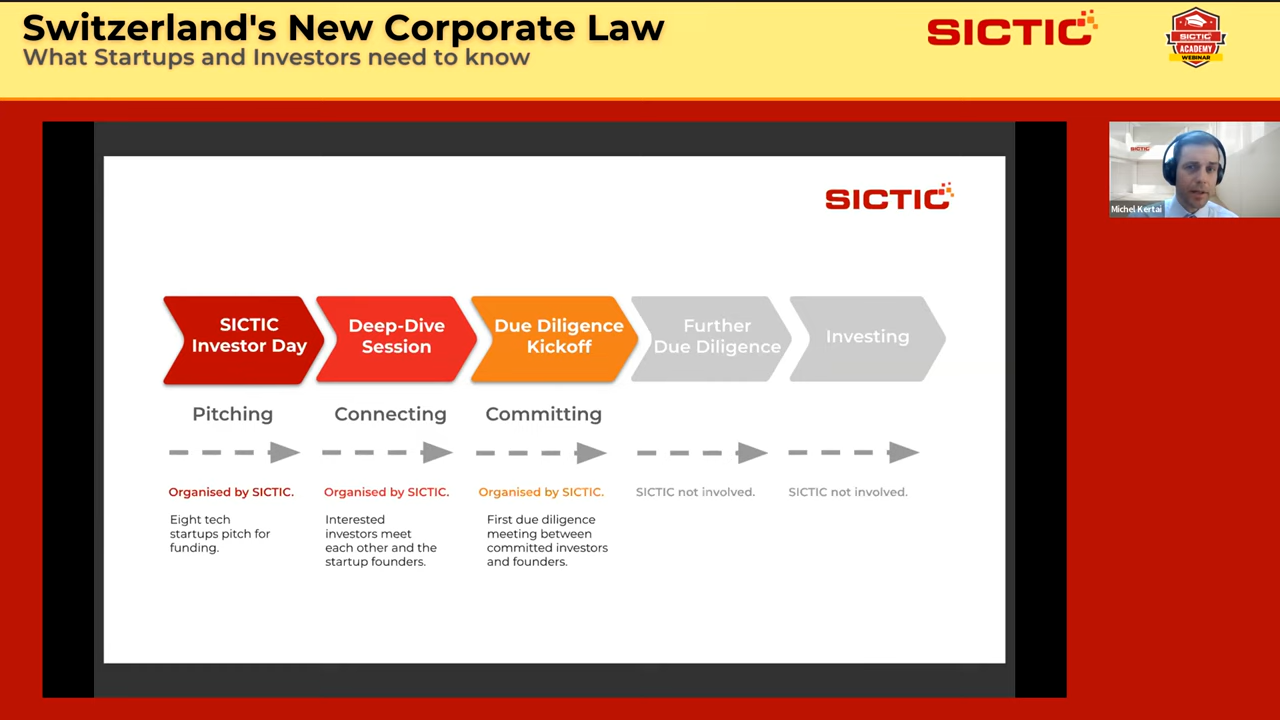 Switzerland's New Corporate Law
What Startups and Investors need to know
SICTIC
SICTIC
ACADEMY
WEBINAR
SICTIC
Michel Kertai
SICTIC
SICTIC
Investor Day
Deep-Dive
Session
Due Diligence
Kickoff
Further
Due Diligence
Investing
Pitching
Connecting
Committing
Organised by SICTIC.
Organised by SICTIC.
Organised by SICTIC.
SICTIC not involved.
SICTIC not involved.
Eight tech
startups pitch for
funding.
Interested
investors meet
each other and the
startup founders.
First due diligence
meeting between
committed investors
and founders.